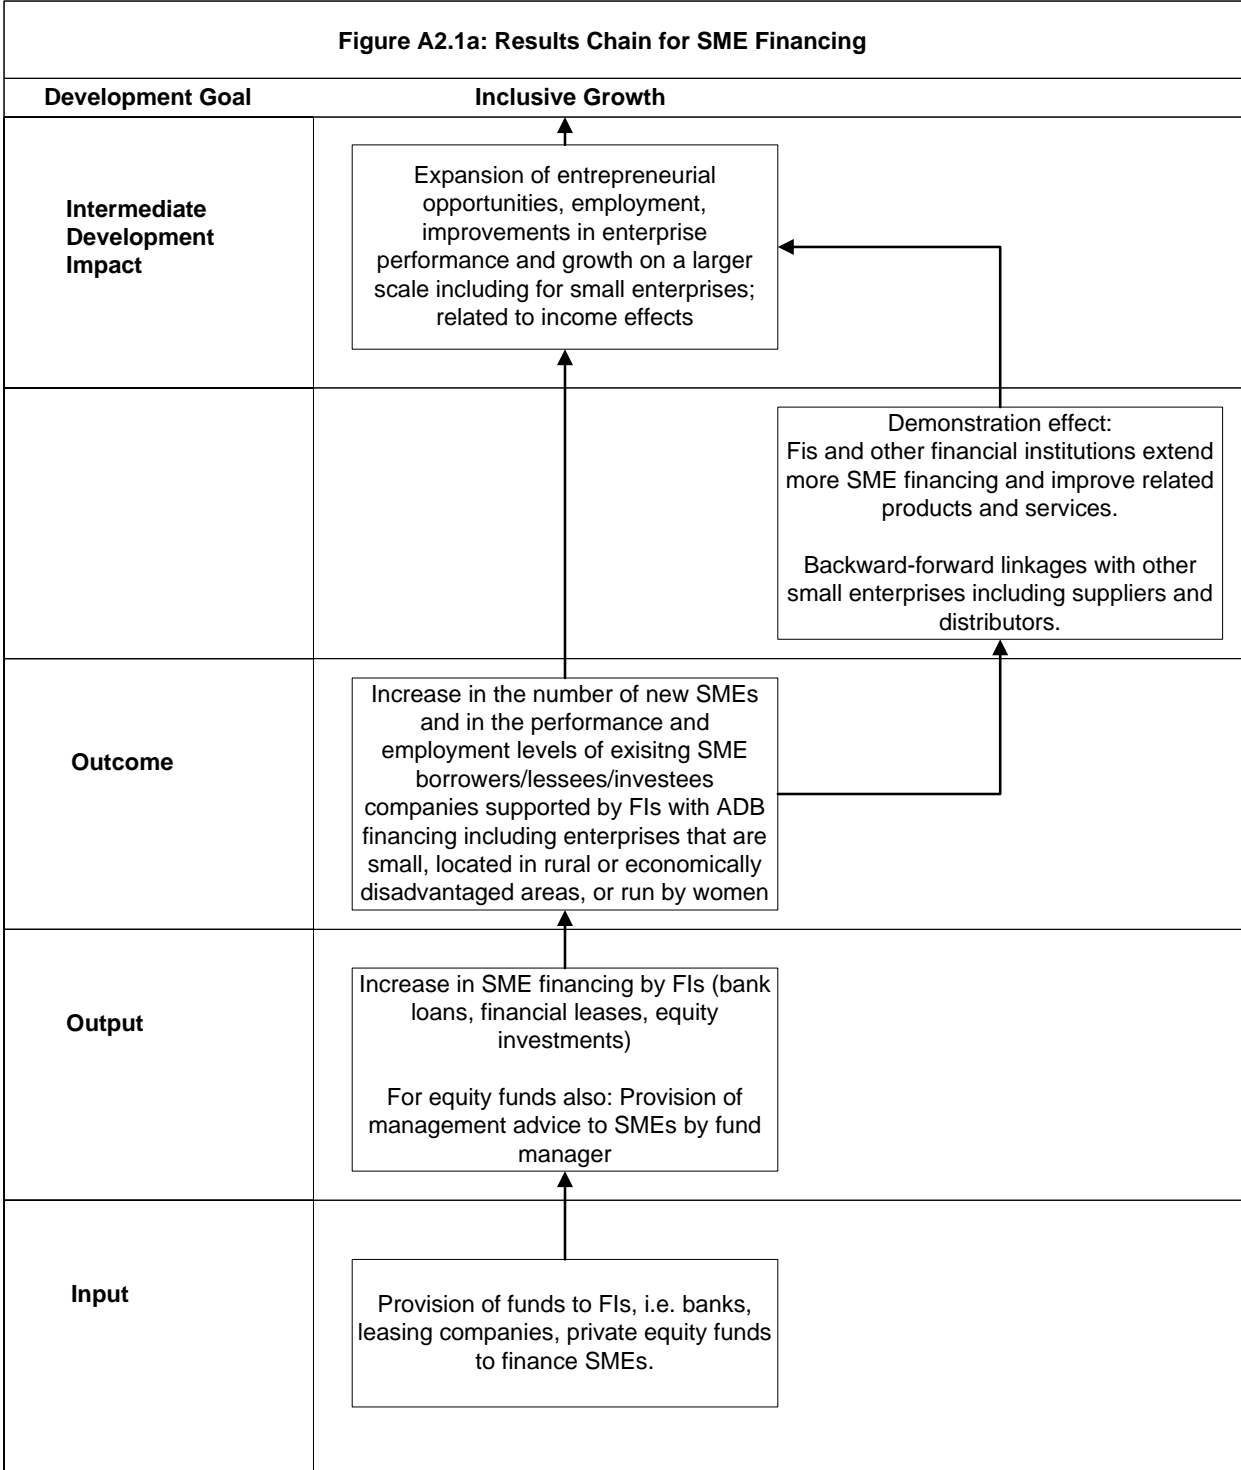 Figure A2.1a: Results Chain for SME Financing
Development Goal
Inclusive Growth
Intermediate
Development
Impact
Expansion of entrepreneurial
opportunities, employment,
improvements in enterprise
performance and growth on a larger
scale including for small enterprises;
related to income effects
Demonstration effect:
Fis and other financial institutions extend
more SME financing and improve related
products and services.
Backward-forward linkages with other
small enterprises including suppliers and
distributors.
Outcome
Increase in the number of new SMEs
and in the performance and
employment levels of exisitng SME
borrowers/lessees/investees
companies supported by FIs with ADB
financing including enterprises that are
small, located in rural or economically
disadvantaged areas, or run by women
Output
Increase in SME financing by FIs (bank
loans, financial leases, equity
investments)
For equity funds also: Provision of
management advice to SMEs by fund
manager
Input
Provision of funds to FIs, i.e. banks,
leasing companies, private equity funds
to finance SMEs.